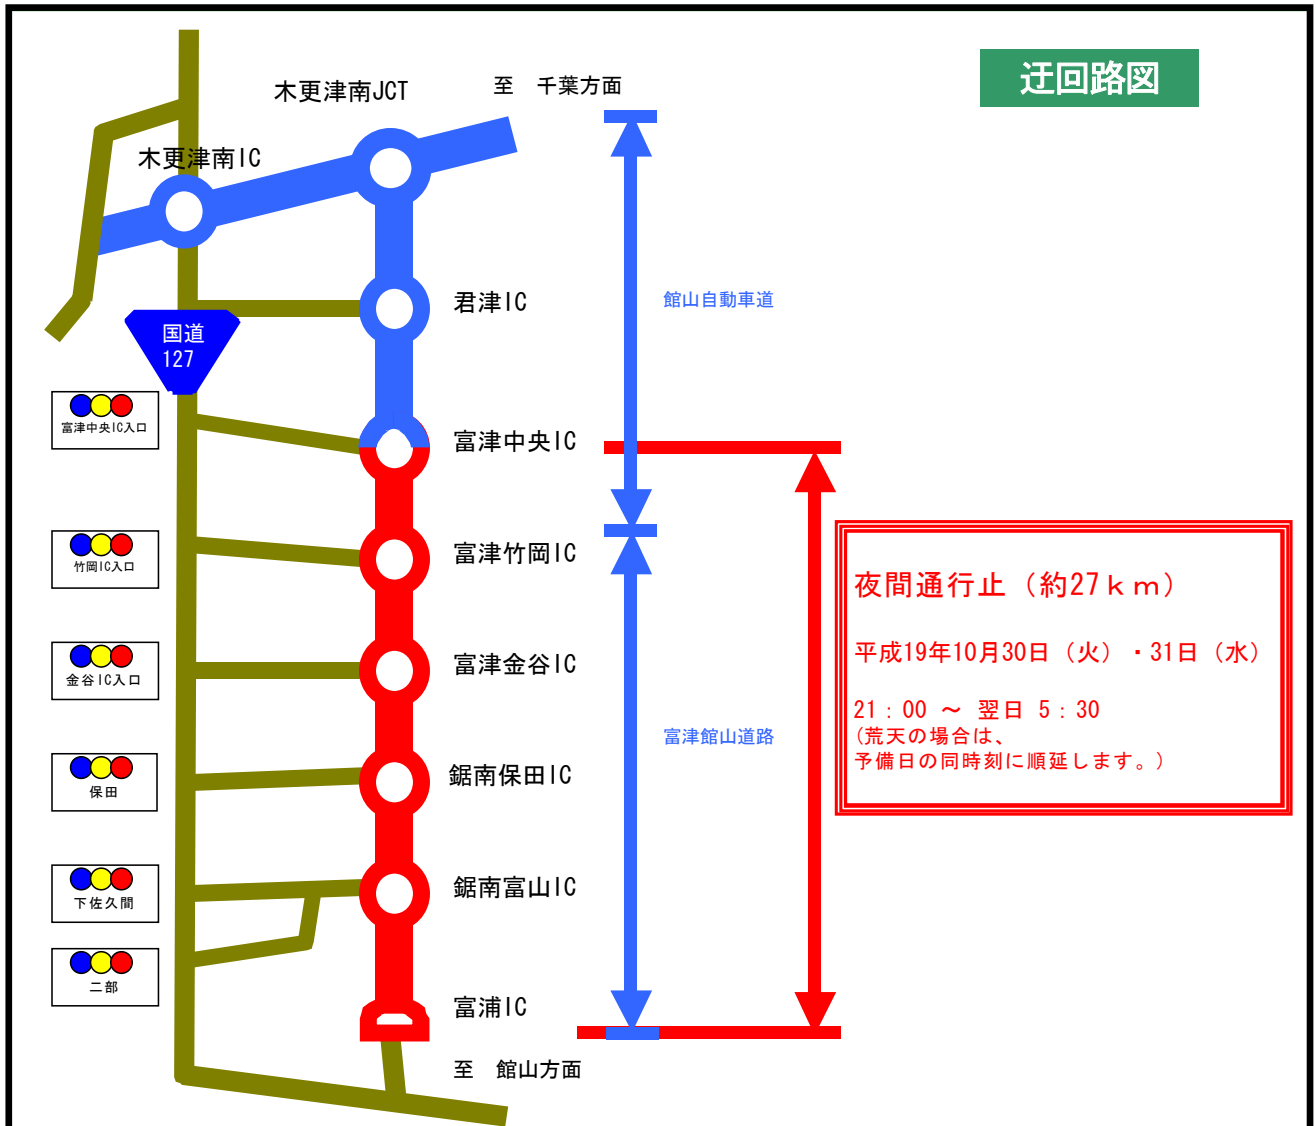 迂回路図
木更津南JCT
至　千葉方面
木更津南IC
君津IC
館山自動車道
国道
127
富津中央IC入口
富津中央IC
竹岡IC入口
富津竹岡IC
夜間通行止（約27ｋｍ）
平成19年10月30日（火）・31日（水）
21：00 ～ 翌日 5：30
(荒天の場合は、
予備日の同時刻に順延します。)
金谷IC入口
富津金谷IC
富津館山道路
保田
鋸南保田IC
下佐久間
鋸南富山IC
二部
富浦IC
至　館山方面